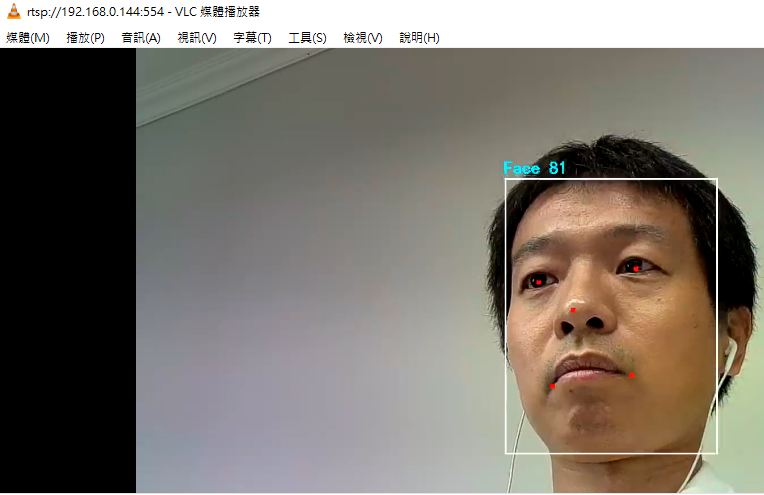 rtsp://192.168.0.144:554 - VLC 媒體播放器
媒體(M) 播放(P) 音訊(A) 視訊(V) 字幕(T) 工具(S) 檢視(V) 說明(H)
Face 81